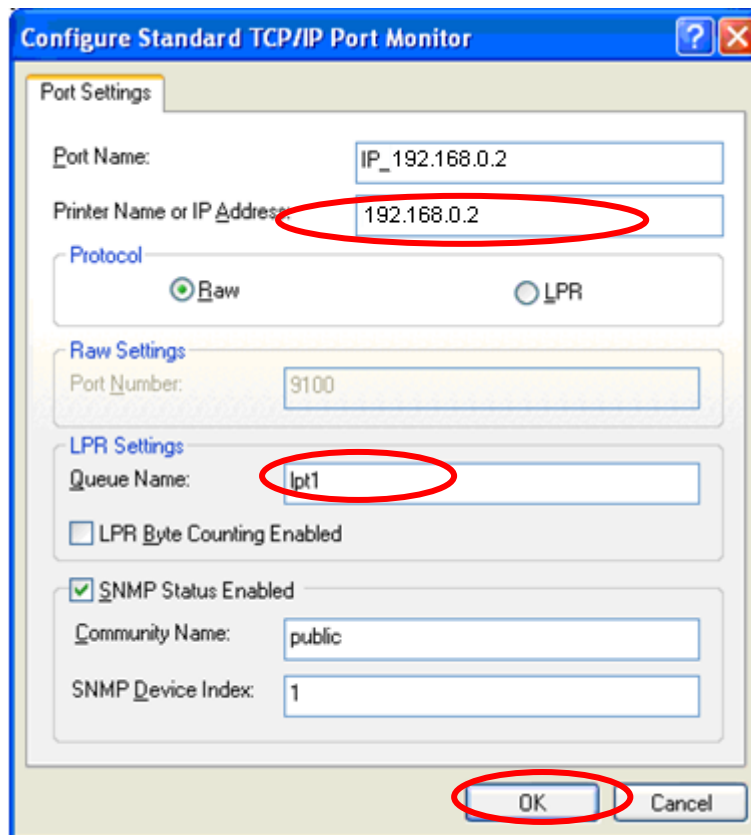 Configure Standard TCP/IP Port Monitor
Port Settings
Port Name: IP_192.168.0.2
Printer Name or IP Address: 192.168.0.2
Protocol
Raw LPR
Raw Settings
Port Number: 9100
LPR Settings
Queue Name: lpt1
LPR Byte Counting Enabled
SNMP Status Enabled
Community Name: public
SNMP Device Index: 1
OK Cancel